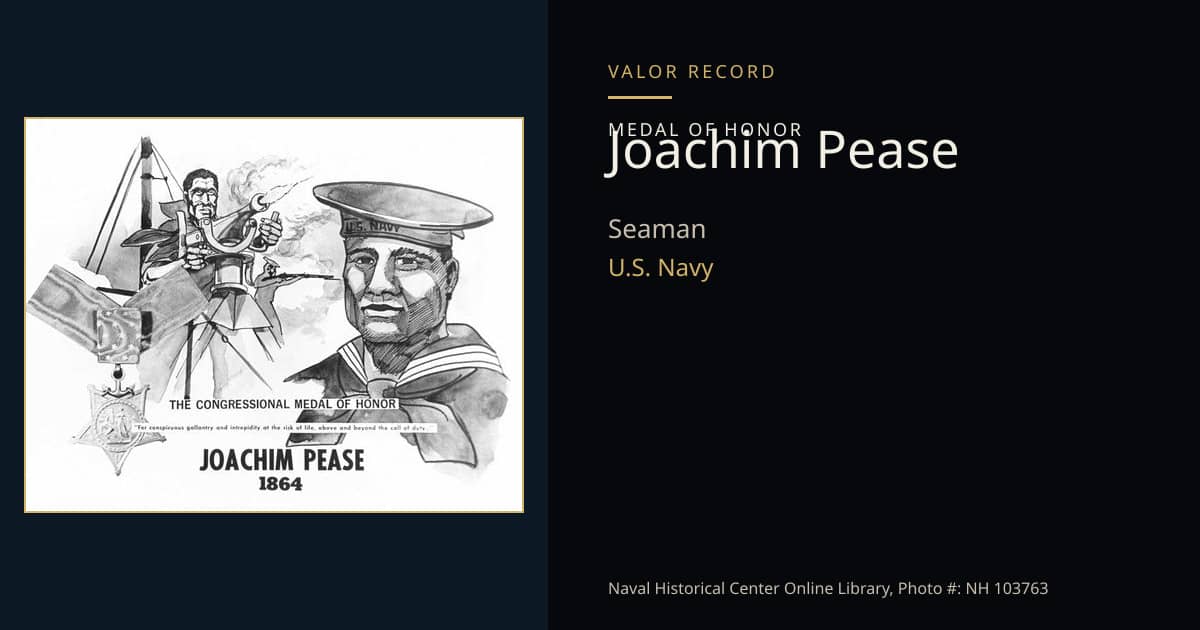 VALOR RECORD
MEDAL OF HONOR
Joachim Pease
Seaman
U.S. Navy
U.S. NAVY
THE CONGRESSIONAL MEDAL OF HONOR
"For conspicuous gallantry and intrepidity at the risk of life, above and beyond the call of duty...
JOACHIM PEASE
1864
Naval Historical Center Online Library, Photo #: NH 103763